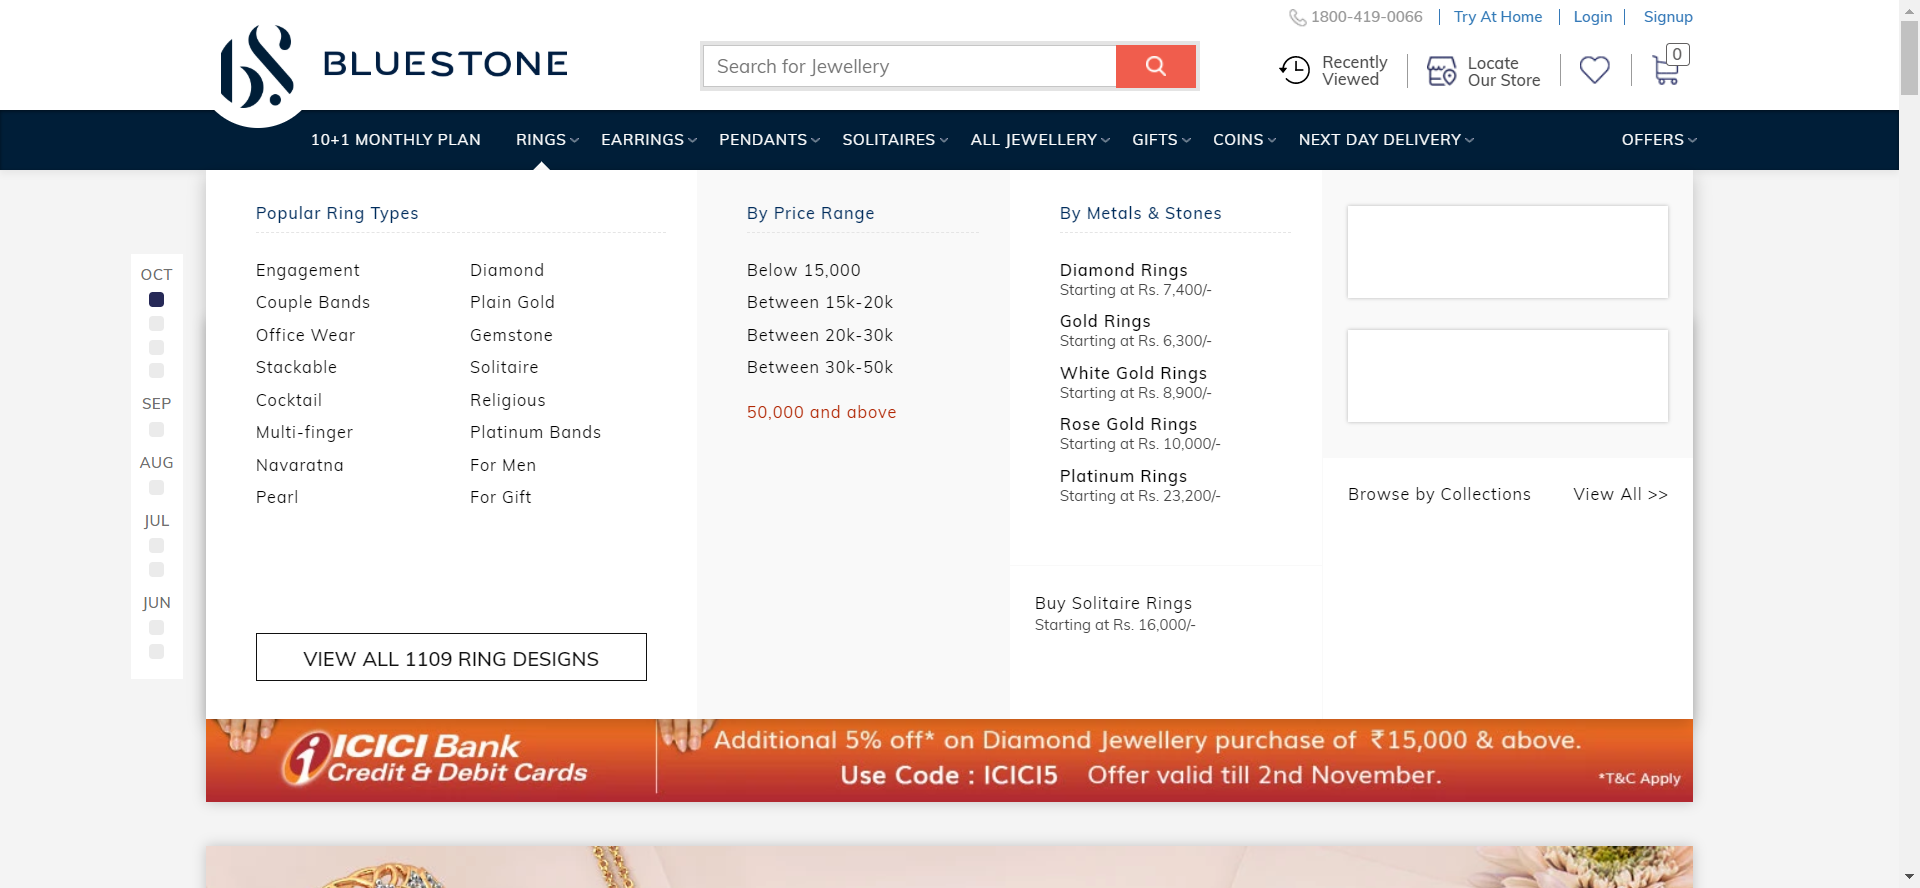 1800-419-0066
Try At Home
Login
Signup
BLUESTONE
Search for Jewellery
Recently
Viewed
Locate
Our Store
0
10+1 MONTHLY PLAN
RINGS
EARRINGS
PENDANTS
SOLITAIRES
ALL JEWELLERY
GIFTS
COINS
NEXT DAY DELIVERY
OFFERS
OCT
SEP
AUG
JUL
JUN
Popular Ring Types
Engagement
Couple Bands
Office Wear
Stackable
Cocktail
Multi-finger
Navaratna
Pearl
Diamond
Plain Gold
Gemstone
Solitaire
Religious
Platinum Bands
For Men
For Gift
VIEW ALL 1109 RING DESIGNS
By Price Range
Below 15,000
Between 15k-20k
Between 20k-30k
Between 30k-50k
50,000 and above
By Metals & Stones
Diamond Rings
Starting at Rs. 7,400/-
Gold Rings
Starting at Rs. 6,300/-
White Gold Rings
Starting at Rs. 8,900/-
Rose Gold Rings
Starting at Rs. 10,000/-
Platinum Rings
Starting at Rs. 23,200/-
Buy Solitaire Rings
Starting at Rs. 16,000/-
Browse by Collections
View All >>
ICICI Bank
Credit & Debit Cards
Additional 5% off* on Diamond Jewellery purchase of ₹15,000 & above.
Use Code : ICICI5 Offer valid till 2nd November.
*T&C Apply